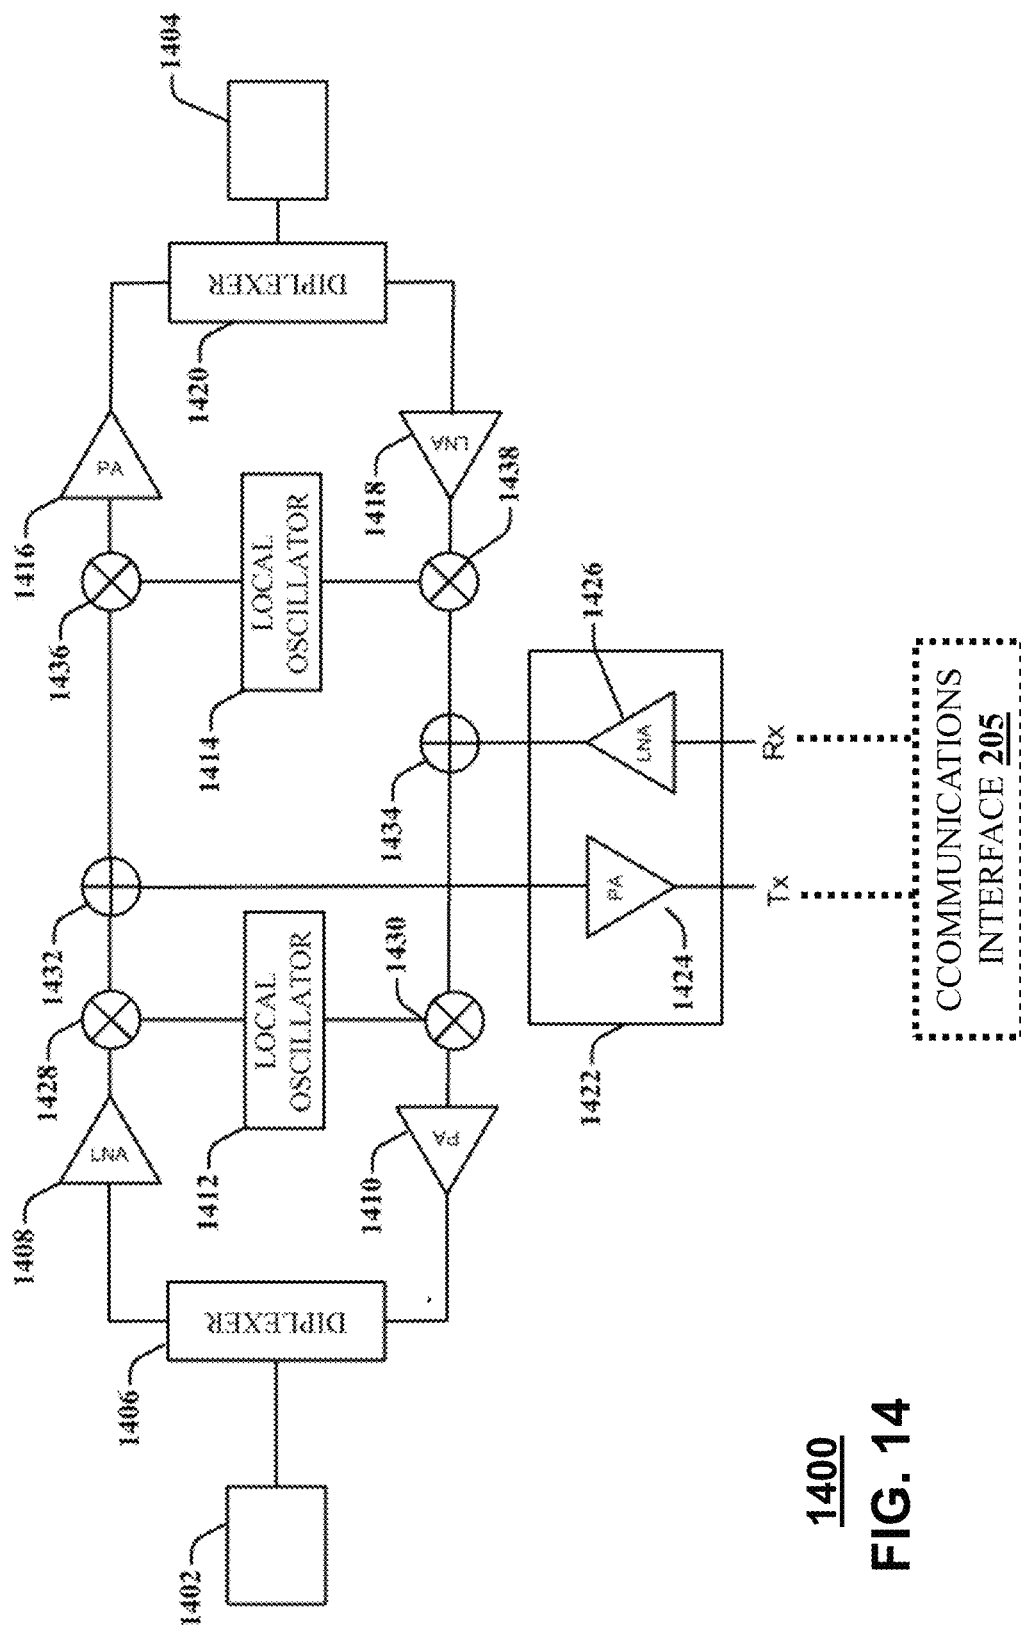 1404
DIPLEXER
1420
PA
1416
LNA
1418
1438
1436
LOCAL
OSCILLATOR
1414
1434
LNA
1426
Rx
1432
PA
1424
Tx
1422
CCOMMUNICATIONS
INTERFACE 205
1428
LOCAL
OSCILLATOR
1412
1430
LNA
1408
PA
1410
DIPLEXER
1406
1402
1400
FIG. 14